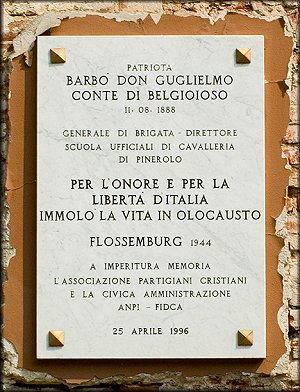 PATRIOTA
BARBÒ DON GUGLIELMO
CONTE DI BELGIOIOSO
11-08-1888
GENERALE DI BRIGATA - DIRETTORE
SCUOLA UFFICIALI DI CAVALLERIA
DI PINEROLO
PER L'ONORE E PER LA
LIBERTÀ D'ITALIA
IMMOLÒ LA VITA IN OLOCAUSTO
FLOSSEMBURG 1944
A IMPERITURA MEMORIA
L'ASSOCIAZIONE PARTIGIANI CRISTIANI
E LA CIVICA AMMINISTRAZIONE
ANPI - FIDCA
25 APRILE 1996